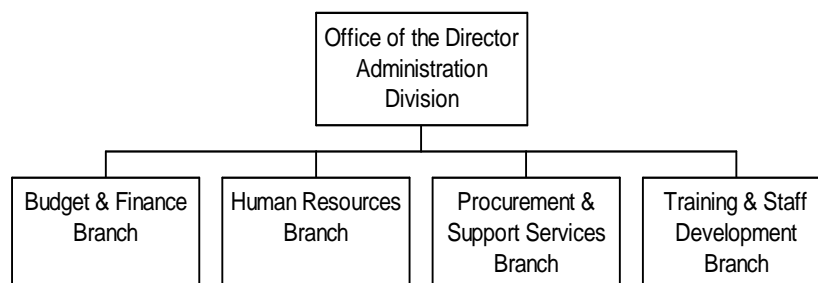 Office of the Director
Administration
Division
Budget & Finance
Branch
Human Resources
Branch
Procurement &
Support Services
Branch
Training & Staff
Development
Branch